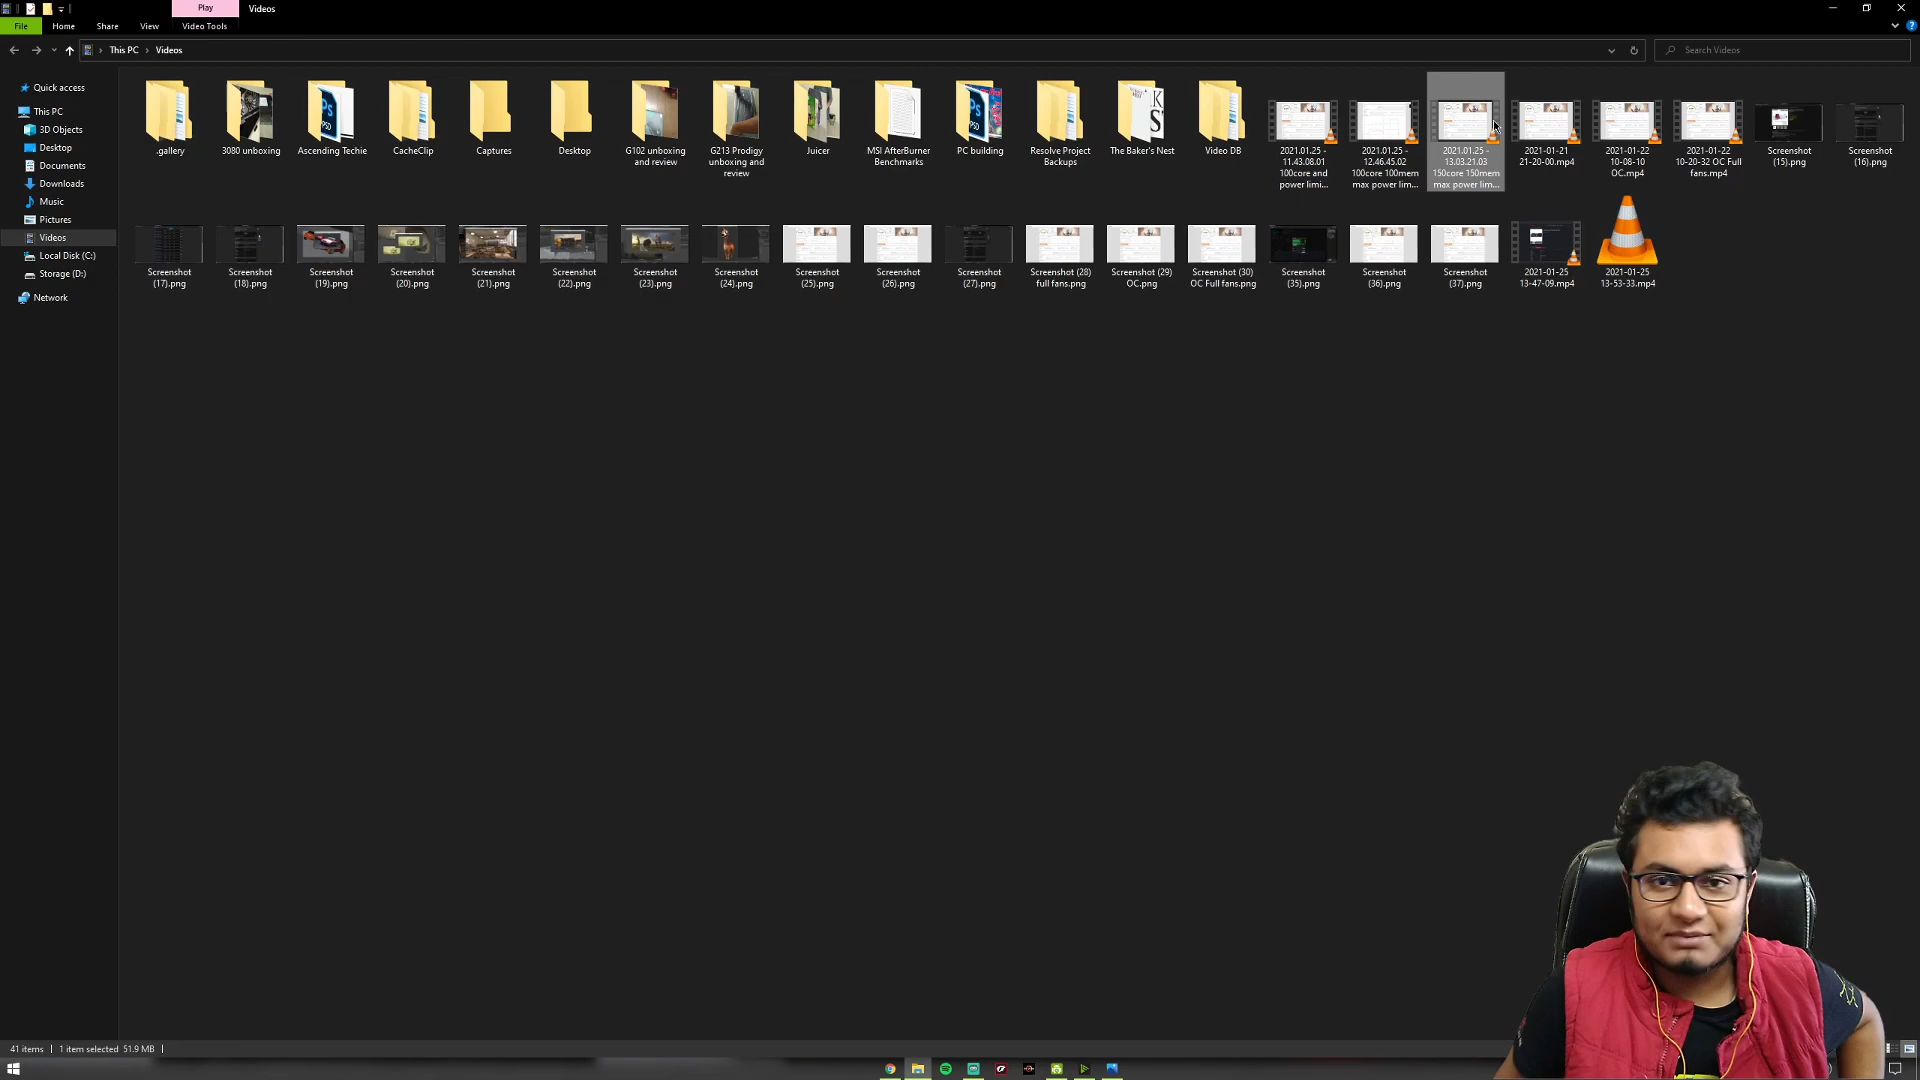 Play
Videos
File
Home
Share
View
Video Tools
This PC
Videos
Search Videos
Quick access
This PC
3D Objects
Desktop
Documents
Downloads
Music
Pictures
Videos
Local Disk (C:)
Storage (D:)
Network
.gallery
3080 unboxing
Ascending Techie
CacheClip
Captures
Desktop
G102 unboxing
and review
G213 Prodigy
unboxing and
review
Juicer
MSI AfterBurner
Benchmarks
PC building
Resolve Project
Backups
The Baker's Nest
Video DB
2021.01.25 -
11.43.08.01
100core and
power limi...
2021.01.25 -
12.46.45.02
100core 100mem
max power lim...
2021.01.25 -
13.03.21.03
150core 150mem
max power lim...
2021-01-21
21-20-00.mp4
2021-01-22
10-08-10
OC.mp4
2021-01-22
10-20-32 OC Full
fans.mp4
Screenshot
(15).png
Screenshot
(16).png
Screenshot
(17).png
Screenshot
(18).png
Screenshot
(19).png
Screenshot
(20).png
Screenshot
(21).png
Screenshot
(22).png
Screenshot
(23).png
Screenshot
(24).png
Screenshot
(25).png
Screenshot
(26).png
Screenshot
(27).png
Screenshot (28)
full fans.png
Screenshot (29)
OC.png
Screenshot (30)
OC Full fans.png
Screenshot
(35).png
Screenshot
(36).png
Screenshot
(37).png
2021-01-25
13-47-09.mp4
2021-01-25
13-53-33.mp4
41 items
1 item selected 51.9 MB